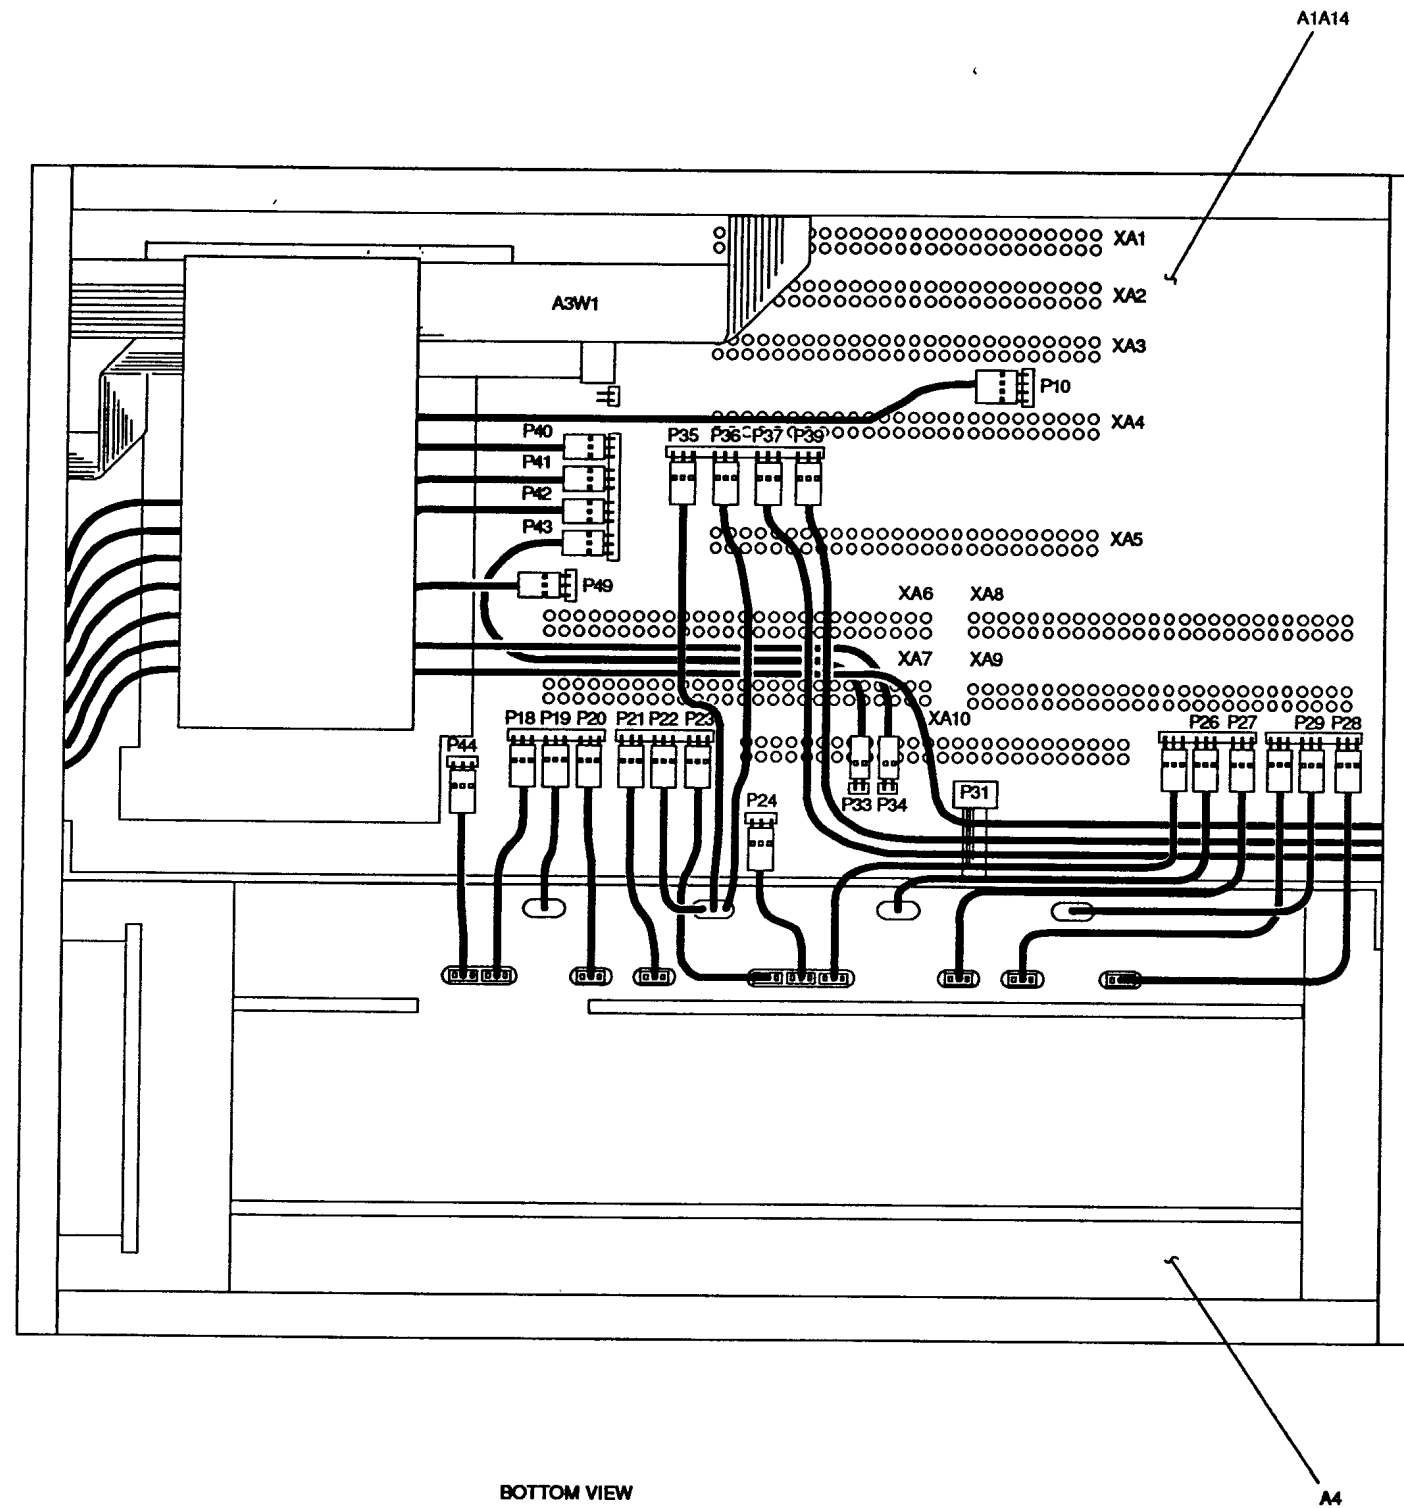 A1A14
XA1
XA2
A3W1
XA3
P10
XA4
P40
P35 P36 P37 P39
P41
P42
P43
XA5
P49
XA6 XA8
XA7 XA9
XA10
P18 P19 P20 P21 P22 P23
P26 P27 P29 P28
P44
P24
P33 P34
P31
BOTTOM VIEW
A4